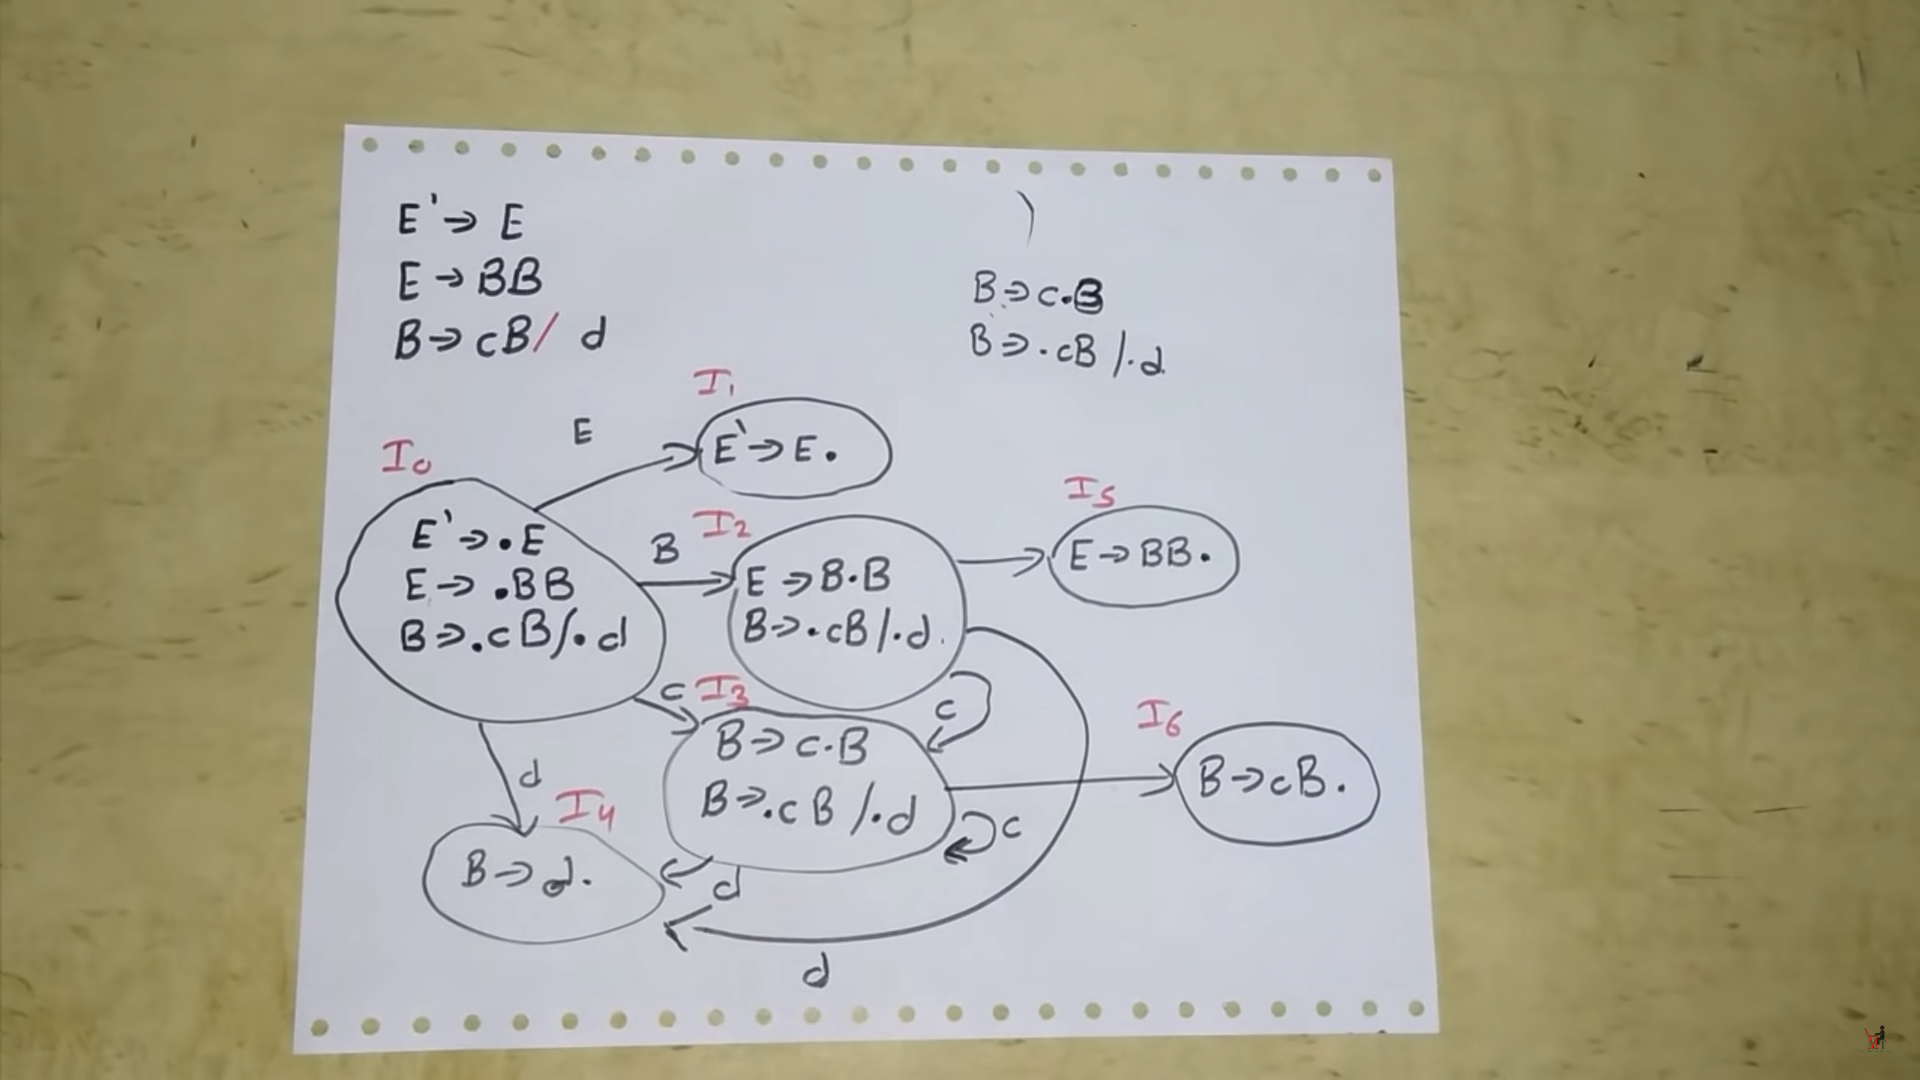 E' → E
E → BB
B → cB/ d
B → c.B
B → .cB /.d
I1
E
E' → E.
I0
E' → .E
E → .BB
B → .cB/.d
B
I2
E → B.B
B → .cB/.d.
I5
E → BB.
c
I3
B → c.B
B → .cB /.d
c
c
I6
B → cB.
d
I4
B → d.
d
d